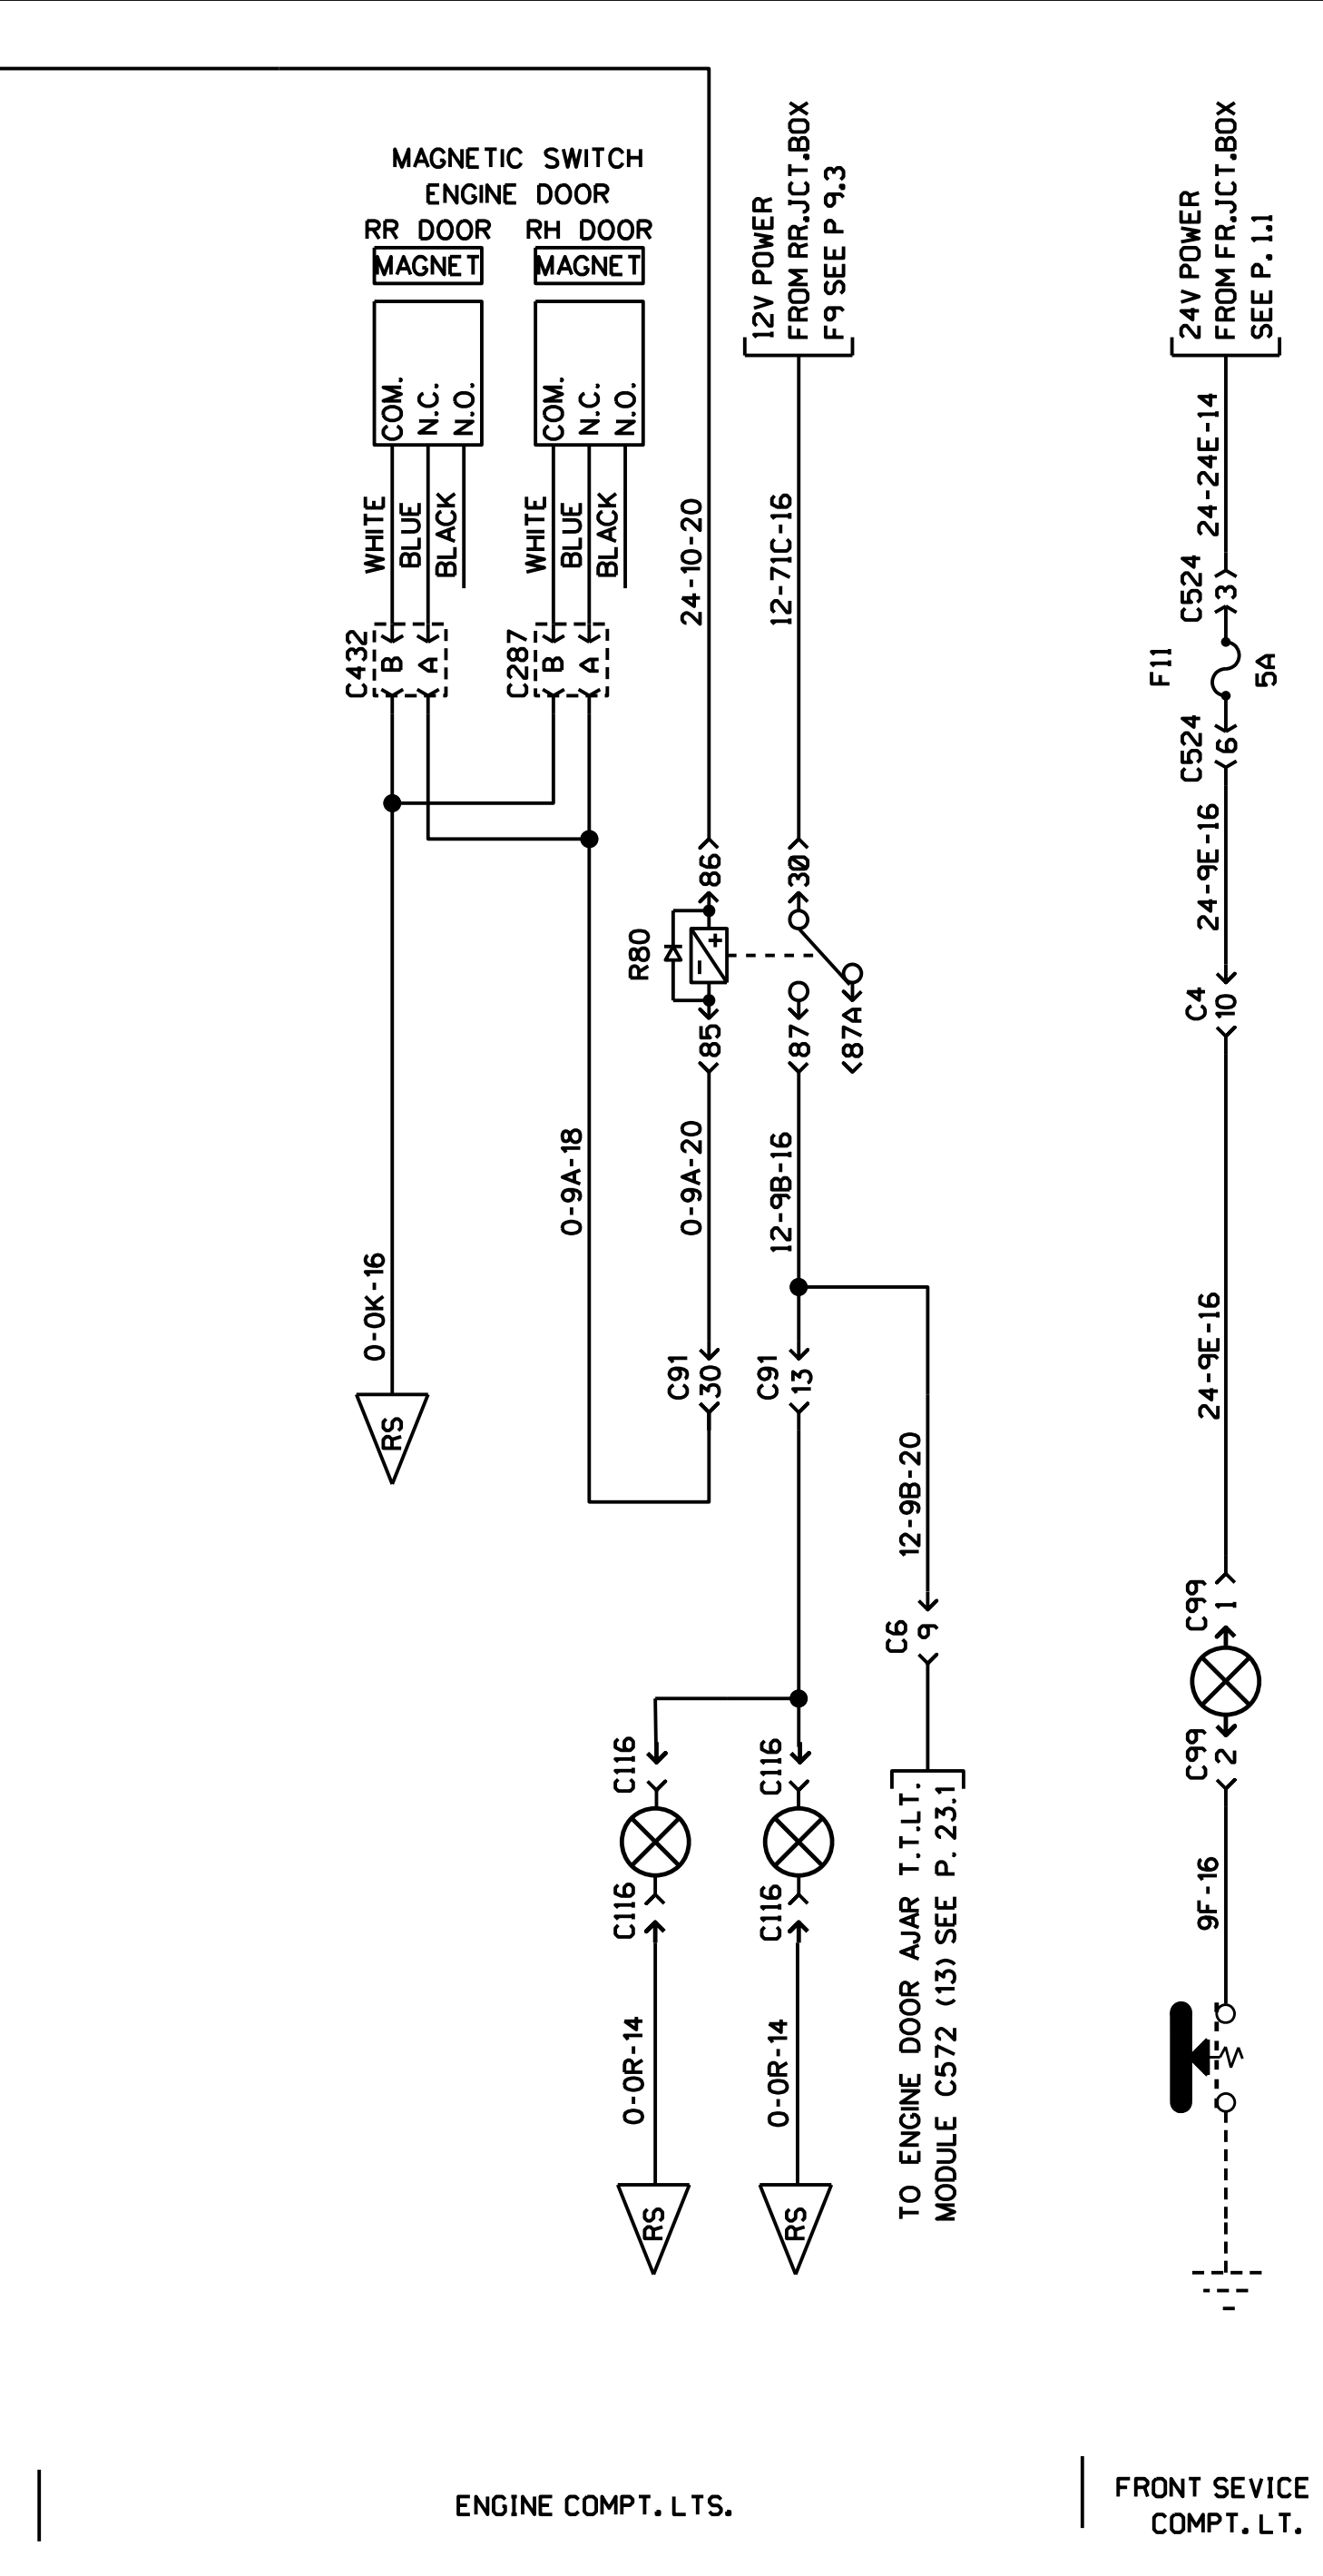 MAGNETIC SWITCH
ENGINE DOOR
RR DOOR
RH DOOR
MAGNET
MAGNET
COM.
N.C.
N.O.
COM.
N.C.
N.O.
WHITE
BLUE
BLACK
WHITE
BLUE
BLACK
C432
B
A
C287
B
A
24-10-20
12V POWER
FROM RR.JCT.BOX
F9 SEE P 9.3
12-71C-16
24V POWER
FROM FR.JCT.BOX
SEE P. 1.1
24-24E-14
C524
3
F11
5A
C524
6
24-9E-16
C4
10
86
30
R80
+
-
85
87
87A
0-9A-18
0-9A-20
12-9B-16
0-0K-16
RS
C91
30
C91
13
12-9B-20
24-9E-16
C6
9
C99
1
C99
2
C116
C116
C116
C116
TO ENGINE DOOR AJAR T.T.LT.
MODULE C572 (13) SEE P. 23.1
9F-16
0-0R-14
0-0R-14
RS
RS
ENGINE COMPT. LTS.
FRONT SEVICE
COMPT. LT.